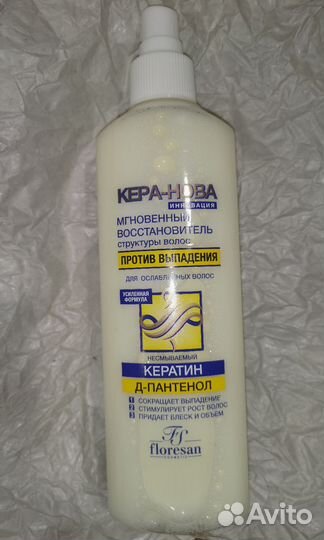 КЕРА-НОВА
ИННОВАЦИЯ
МГНОВЕННЫЙ
ВОССТАНОВИТЕЛЬ
структуры волос
ПРОТИВ ВЫПАДЕНИЯ
ДЛЯ ОСЛАБЛЕННЫХ ВОЛОС
УСИЛЕННАЯ
ФОРМУЛА
НЕСМЫВАЕМЫЙ
КЕРАТИН
Д-ПАНТЕНОЛ
1 СОКРАЩАЕТ ВЫПАДЕНИЕ
2 СТИМУЛИРУЕТ РОСТ ВОЛОС
3 ПРИДАЕТ БЛЕСК И ОБЪЕМ
FS
floresan
COSMETIC
Avito